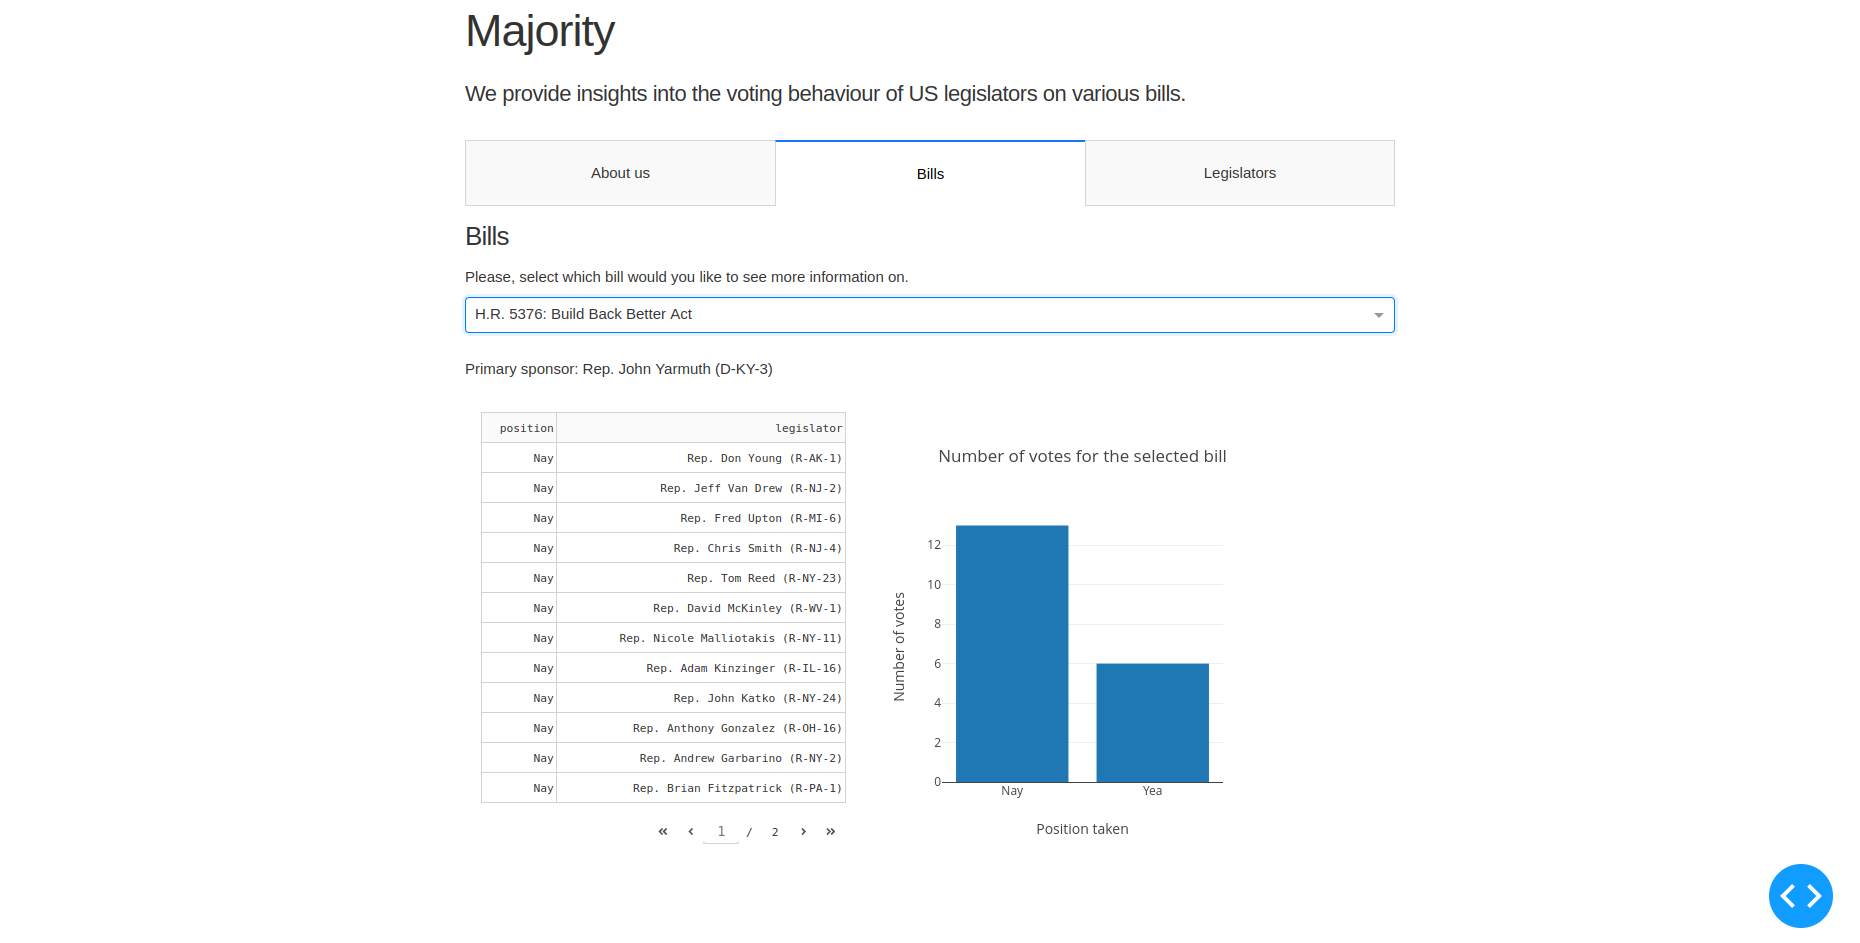 Majority
We provide insights into the voting behaviour of US legislators on various bills.
About us
Bills
Legislators
Bills
Please, select which bill would you like to see more information on.
H.R. 5376: Build Back Better Act
Primary sponsor: Rep. John Yarmuth (D-KY-3)
position legislator
Nay Rep. Don Young (R-AK-1)
Nay Rep. Jeff Van Drew (R-NJ-2)
Nay Rep. Fred Upton (R-MI-6)
Nay Rep. Chris Smith (R-NJ-4)
Nay Rep. Tom Reed (R-NY-23)
Nay Rep. David McKinley (R-WV-1)
Nay Rep. Nicole Malliotakis (R-NY-11)
Nay Rep. Adam Kinzinger (R-IL-16)
Nay Rep. John Katko (R-NY-24)
Nay Rep. Anthony Gonzalez (R-OH-16)
Nay Rep. Andrew Garbarino (R-NY-2)
Nay Rep. Brian Fitzpatrick (R-PA-1)
« ‹ 1 / 2 › »
Number of votes for the selected bill
Number of votes
12
10
8
6
4
2
0
Nay Yea
Position taken